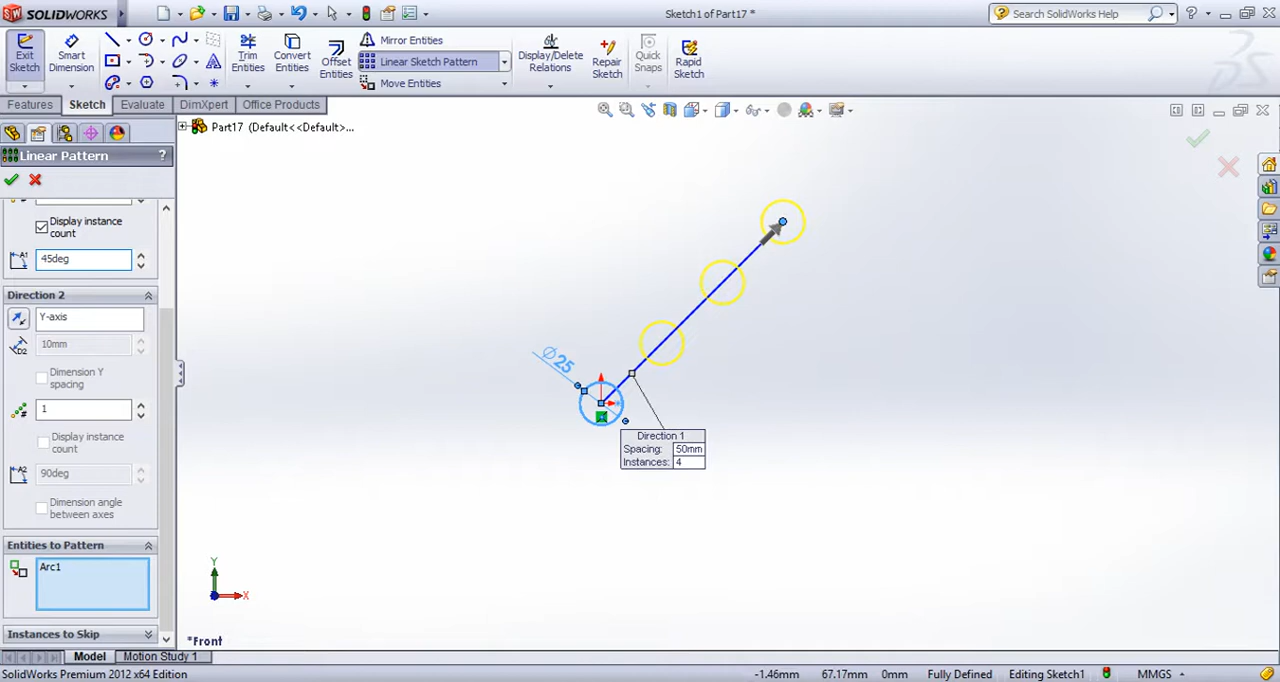 SOLIDWORKS
Sketch1 of Part17 *
Search SolidWorks Help
Exit Sketch
Smart Dimension
Trim Entities
Convert Entities
Offset Entities
Mirror Entities
Linear Sketch Pattern
Move Entities
Display/Delete Relations
Repair Sketch
Quick Snaps
Rapid Sketch
Features
Sketch
Evaluate
DimXpert
Office Products
Part17 (Default<<Default>...
Linear Pattern
?
Display instance count
A1
45deg
Direction 2
Y-axis
D2
10mm
Dimension Y spacing
1
Display instance count
A2
90deg
Dimension angle between axes
Entities to Pattern
Arc1
Instances to Skip
Ø25
Direction 1
Spacing: 50mm
Instances: 4
Y
X
*Front
Model
Motion Study 1
SolidWorks Premium 2012 x64 Edition
-1.46mm
67.17mm
0mm
Fully Defined
Editing Sketch1
MMGS